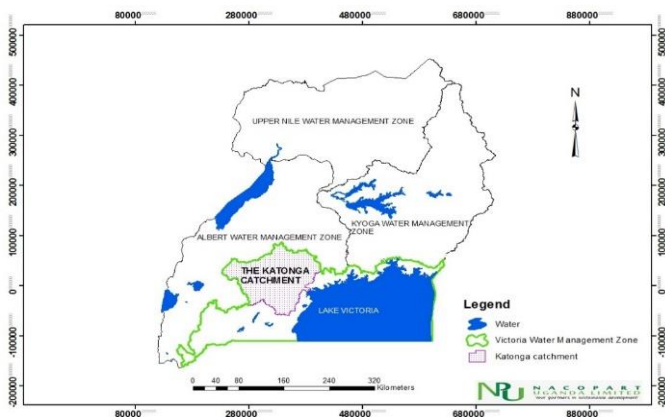 80000 280000 480000 680000 880000
500000
400000
300000
200000
100000
0
-100000
-200000
N
UPPER NILE WATER MANAGEMENT ZONE
KYOGA WATER MANAGEMENT
ZONE
ALBERT WATER MANAGEMENT ZONE
THE KATONGA
CATCHMENT
LAKE VICTORIA
Legend
Water
Victoria Water Management Zone
Katonga catchment
0 40 80 160 240 320
Kilometers
NPU NACOPART
UGANDA LIMITED
80000 280000 480000 680000 880000
500000
400000
300000
200000
100000
0
-100000
-200000